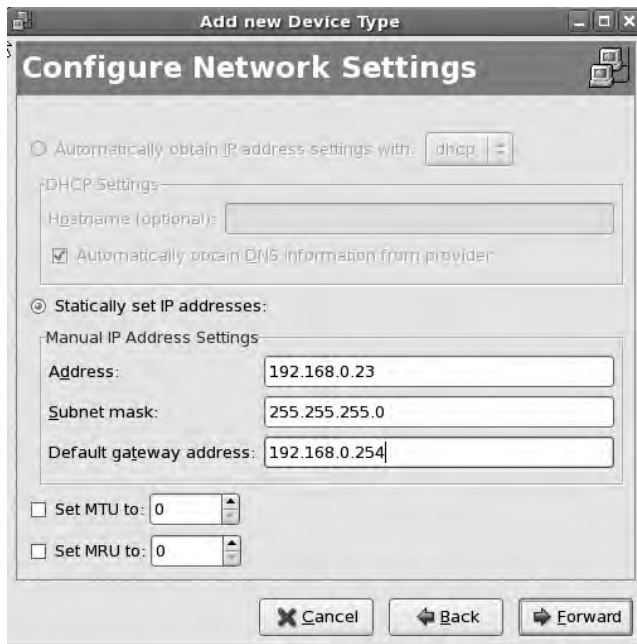 Add new Device Type
Configure Network Settings
Automatically obtain IP address settings with: dhcp
DHCP Settings
Hostname (optional):
Automatically obtain DNS information from provider
Statically set IP addresses:
Manual IP Address Settings
Address: 192.168.0.23
Subnet mask: 255.255.255.0
Default gateway address: 192.168.0.254
Set MTU to: 0
Set MRU to: 0
Cancel Back Forward